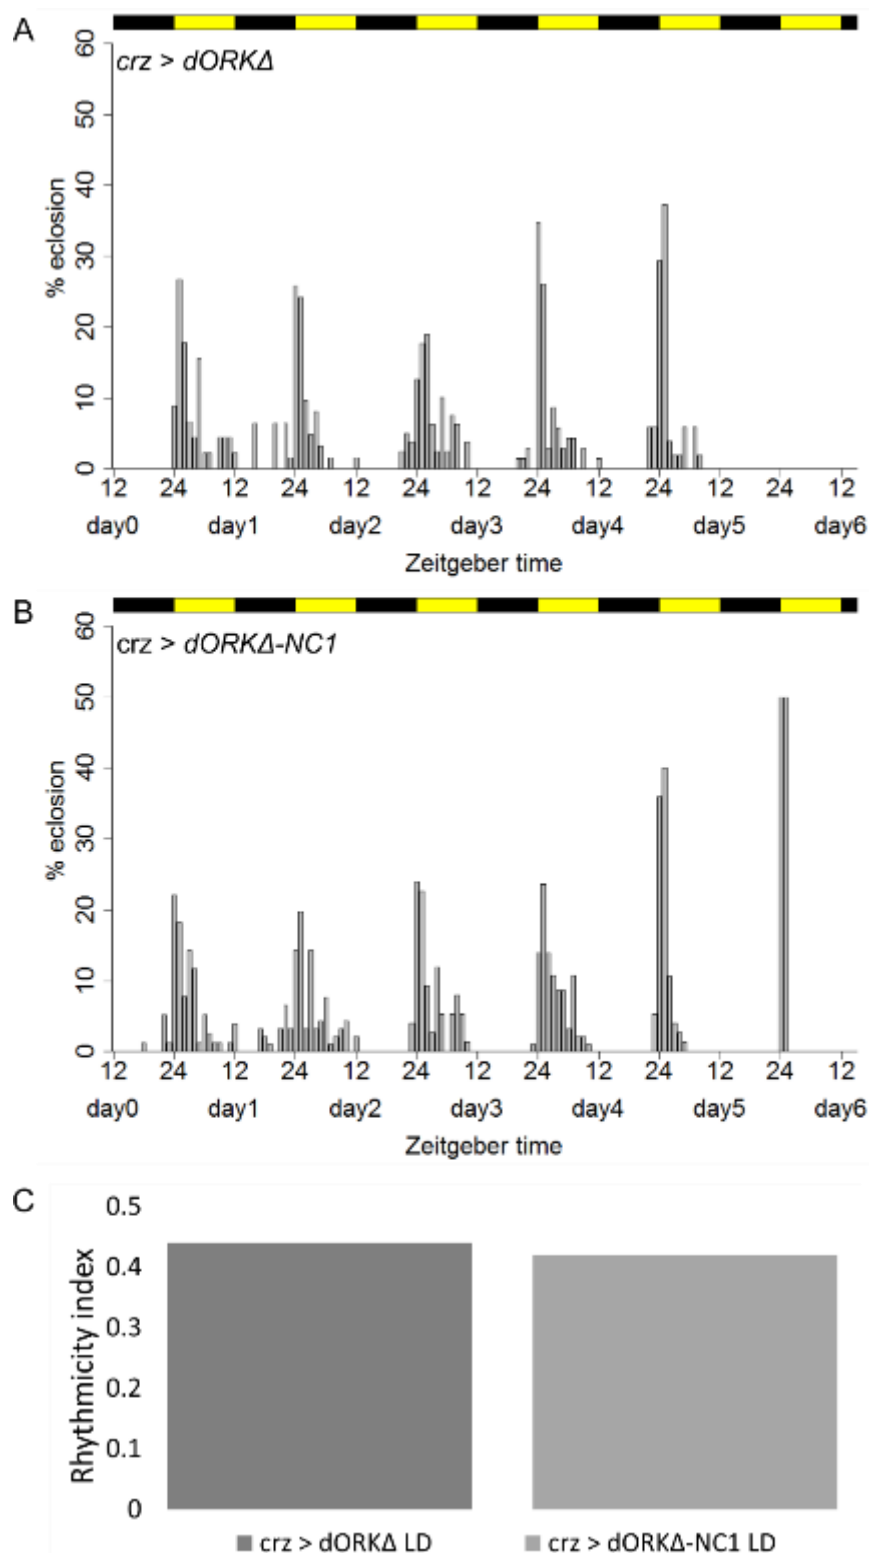 A
crz > dORKΔ
% eclosion
60
50
40
30
20
10
0
12 24 12 24 12 24 12 24 12 24 12 24 12
day0 day1 day2 day3 day4 day5 day6
Zeitgeber time
B
crz > dORKΔ-NC1
% eclosion
60
50
40
30
20
10
0
12 24 12 24 12 24 12 24 12 24 12 24 12
day0 day1 day2 day3 day4 day5 day6
Zeitgeber time
C
Rhythmicity index
0.5
0.4
0.3
0.2
0.1
0
crz > dORKΔ LD crz > dORKΔ-NC1 LD